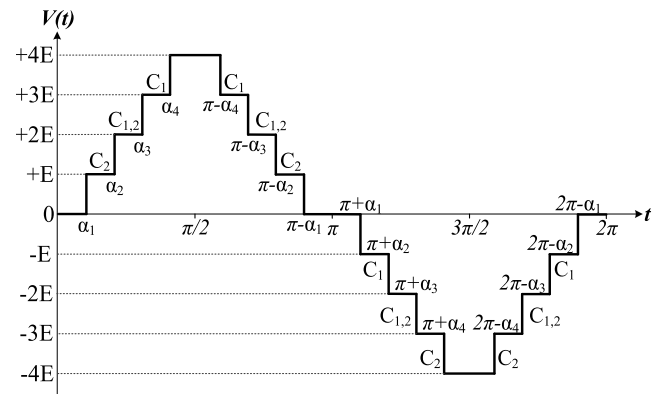 V(t)
+4E
+3E C₁ C₁
α₄ π-α₄
+2E C₁,₂ C₁,₂
α₃ π-α₃
+E C₂ C₂
α₂ π-α₂
0 π+α₁ 2π-α₁ t
α₁ π/2 π-α₁ π 3π/2 2π
-E π+α₂ 2π-α₂
C₁ C₁
-2E π+α₃ 2π-α₃
C₁,₂ C₁,₂
-3E π+α₄ 2π-α₄
C₂ C₂
-4E